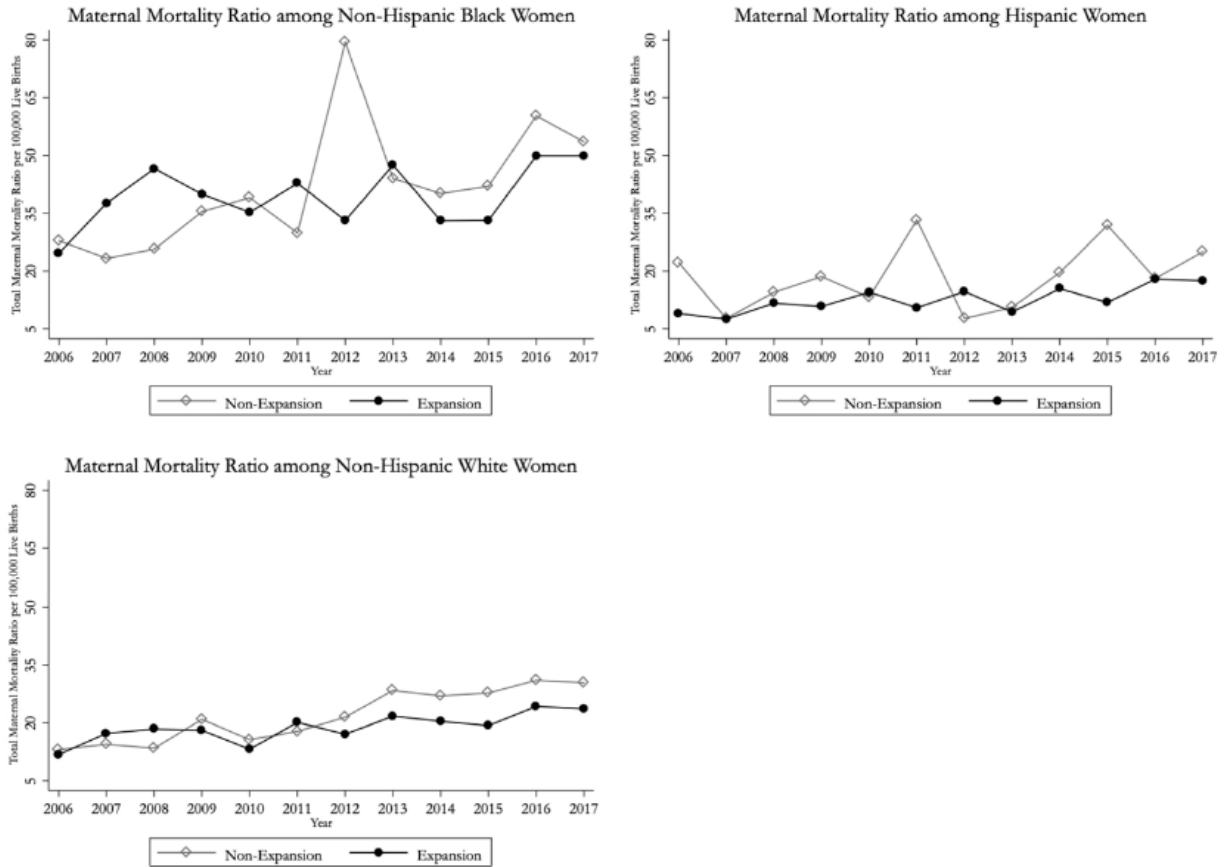 Maternal Mortality Ratio among Non-Hispanic Black Women
Total Maternal Mortality Ratio per 100,000 Live Births
80
65
50
35
20
5
2006 2007 2008 2009 2010 2011 2012 2013 2014 2015 2016 2017
Year
Non-Expansion Expansion
Maternal Mortality Ratio among Hispanic Women
Total Maternal Mortality Ratio per 100,000 Live Births
80
65
50
35
20
5
2006 2007 2008 2009 2010 2011 2012 2013 2014 2015 2016 2017
Year
Non-Expansion Expansion
Maternal Mortality Ratio among Non-Hispanic White Women
Total Maternal Mortality Ratio per 100,000 Live Births
80
65
50
35
20
5
2006 2007 2008 2009 2010 2011 2012 2013 2014 2015 2016 2017
Year
Non-Expansion Expansion